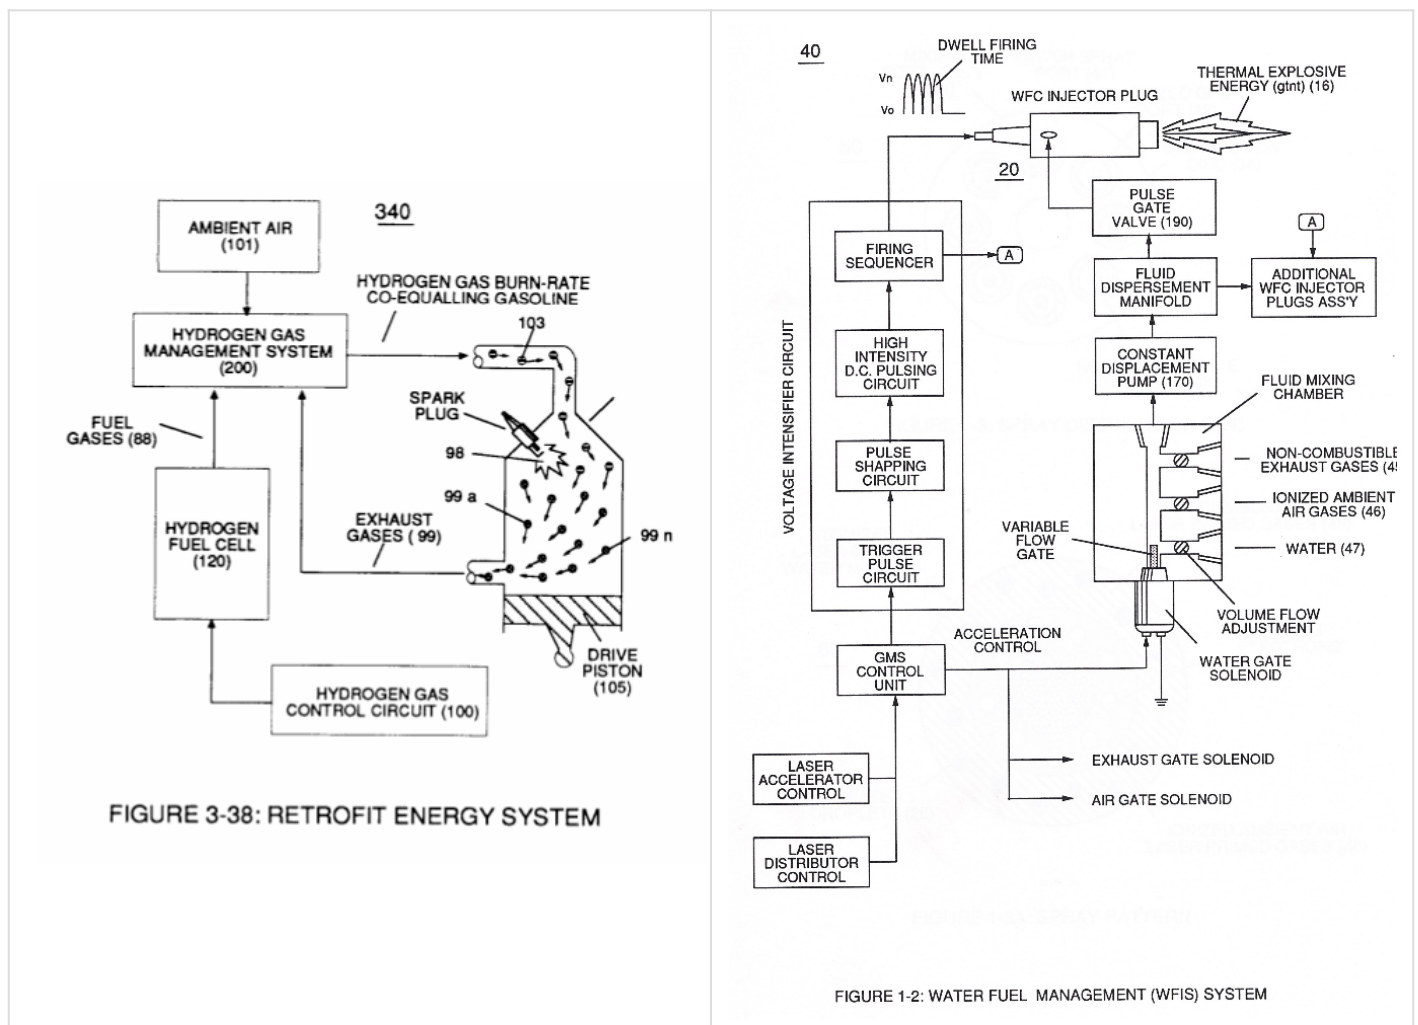 340
AMBIENT AIR
(101)
HYDROGEN GAS BURN-RATE
CO-EQUALLING GASOLINE
103
HYDROGEN GAS
MANAGEMENT SYSTEM
(200)
SPARK
PLUG
FUEL
GASES (88)
98
99 a
EXHAUST
GASES ( 99)
99 n
HYDROGEN
FUEL CELL
(120)
DRIVE
PISTON
(105)
HYDROGEN GAS
CONTROL CIRCUIT (100)
FIGURE 3-38: RETROFIT ENERGY SYSTEM
40
DWELL FIRING
TIME
Vn
Vo
WFC INJECTOR PLUG
THERMAL EXPLOSIVE
ENERGY (gtnt) (16)
20
PULSE
GATE
VALVE (190)
A
FIRING
SEQUENCER
A
FLUID
DISPERSEMENT
MANIFOLD
ADDITIONAL
WFC INJECTOR
PLUGS ASS'Y
VOLTAGE INTENSIFIER CIRCUIT
HIGH
INTENSITY
D.C. PULSING
CIRCUIT
CONSTANT
DISPLACEMENT
PUMP (170)
FLUID MIXING
CHAMBER
PULSE
SHAPPING
CIRCUIT
NON-COMBUSTIBLE
EXHAUST GASES (45
IONIZED AMBIENT
AIR GASES (46)
VARIABLE
FLOW
GATE
WATER (47)
TRIGGER
PULSE
CIRCUIT
VOLUME FLOW
ADJUSTMENT
ACCELERATION
CONTROL
GMS
CONTROL
UNIT
WATER GATE
SOLENOID
LASER
ACCELERATOR
CONTROL
EXHAUST GATE SOLENOID
AIR GATE SOLENOID
LASER
DISTRIBUTOR
CONTROL
FIGURE 1-2: WATER FUEL MANAGEMENT (WFIS) SYSTEM